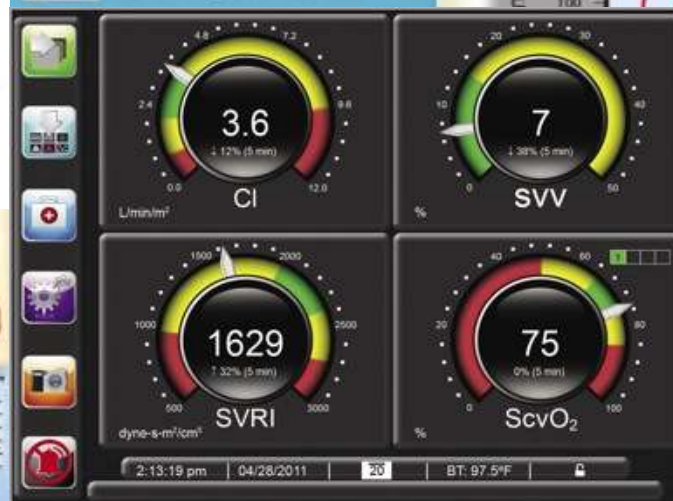 100
4.8 7.2
2.4 9.6
3.6
↓ 12% (5 min)
0.0 12.0
CI
L/min/m²
20 30
10 40
7
↓ 38% (5 min)
0 50
SVV
%
1500 2000
1000 2500
1629
↑ 32% (5 min)
500 3000
SVRI
dyne-s-m²/cm⁵
40 60
1
20 80
75
0% (5 min)
0 100
ScvO₂
%
2:13:19 pm 04/28/2011 20 BT: 97.5°F